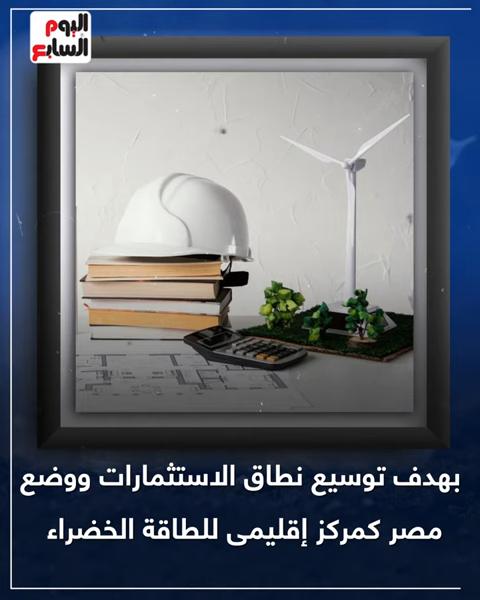 اليوم
السابع
بهدف توسيع نطاق الاستثمارات ووضع
مصر كمركز إقليمى للطاقة الخضراء